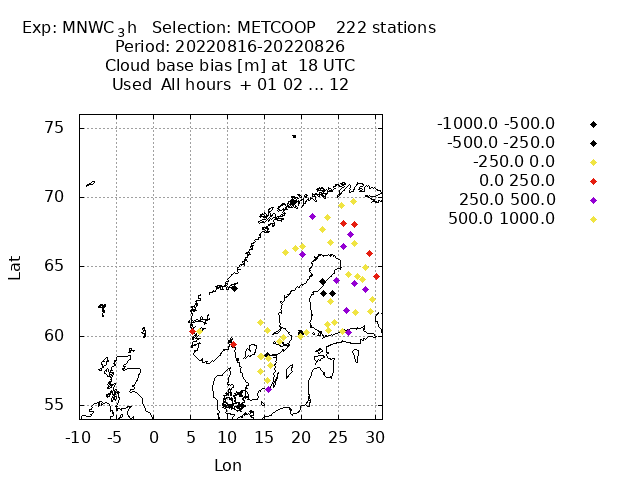 Exp: MNWC₃h   Selection: METCOOP    222 stations
Period: 20220816-20220826
Cloud base bias [m] at  18 UTC
Used  All hours  + 01 02 ... 12
-1000.0 -500.0
-500.0 -250.0
-250.0 0.0
0.0 250.0
250.0 500.0
500.0 1000.0
75
70
65
60
55
Lat
-10 -5 0 5 10 15 20 25 30
Lon